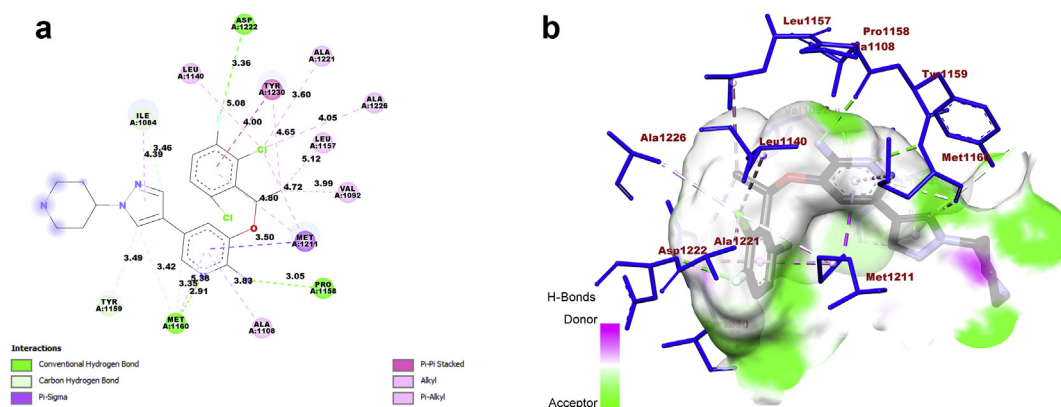 a
ASP
A:1222
3.36
LEU
A:1140
ALA
A:1221
TYR
A:1230
3.60
5.08
ALA
A:1226
4.05
4.00
ILE
A:1084
3.46
4.39
4.65
LEU
A:1157
5.12
Cl
4.72
3.99
VAL
A:1092
4.80
N
N
N
Cl
O
3.50
MET
A:1211
3.49
3.42
5.38
3.35
2.91
3.83
3.05
PRO
A:1158
TYR
A:1159
MET
A:1160
ALA
A:1108
Interactions
Conventional Hydrogen Bond
Carbon Hydrogen Bond
Pi-Sigma
Pi-Pi Stacked
Alkyl
Pi-Alkyl
b
Leu1157
Pro1158
Tyr1159
Ala1226
Leu1140
Ala1221
Asp1222
Met1211
H-Bonds
Donor
Acceptor